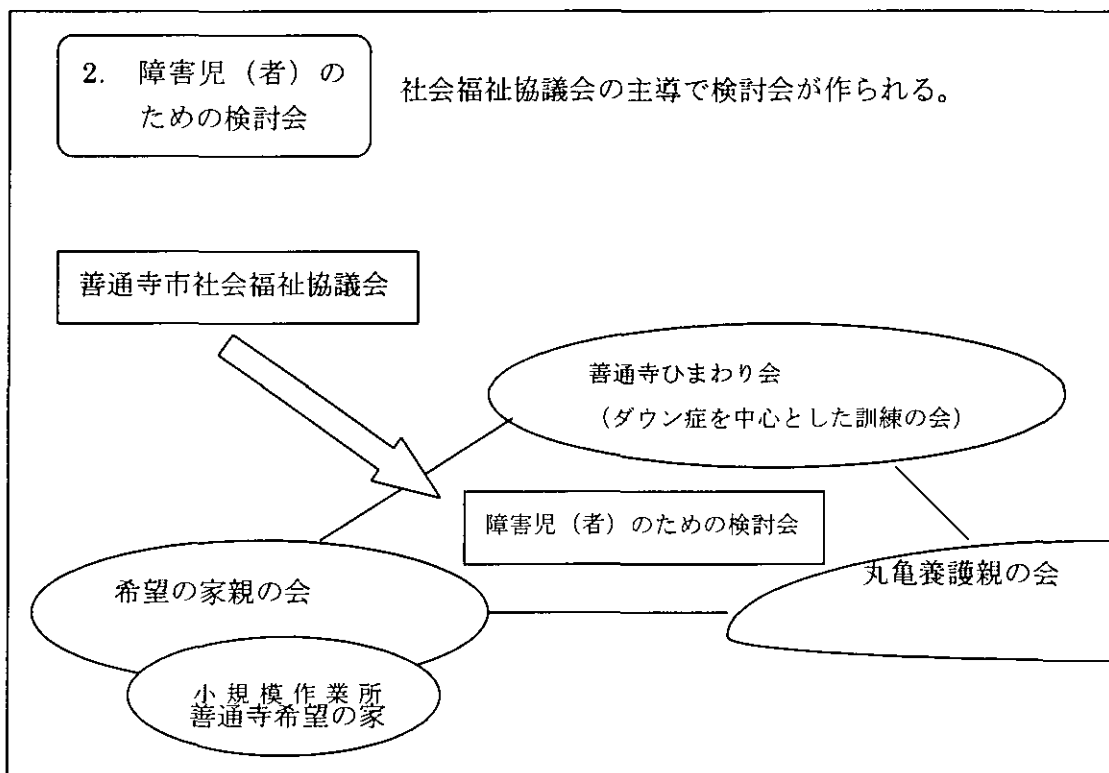 2. 障害児（者）の
ための検討会
社会福祉協議会の主導で検討会が作られる。
善通寺市社会福祉協議会
善通寺ひまわり会
（ダウン症を中心とした訓練の会）
障害児（者）のための検討会
丸亀養護親の会
希望の家親の会
小規模作業所
善通寺希望の家